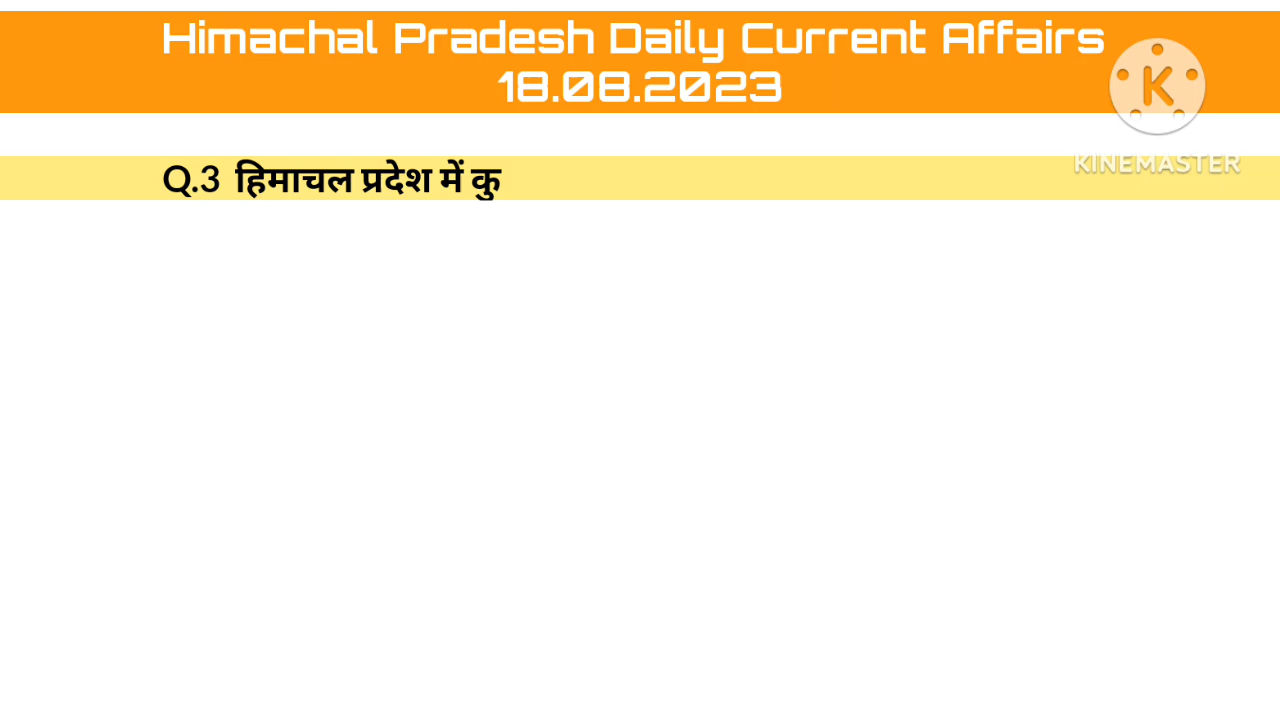 Himachal Pradesh Daily Current Affairs
18.08.2023
K
KINEMASTER
Q.3 हिमाचल प्रदेश में कु